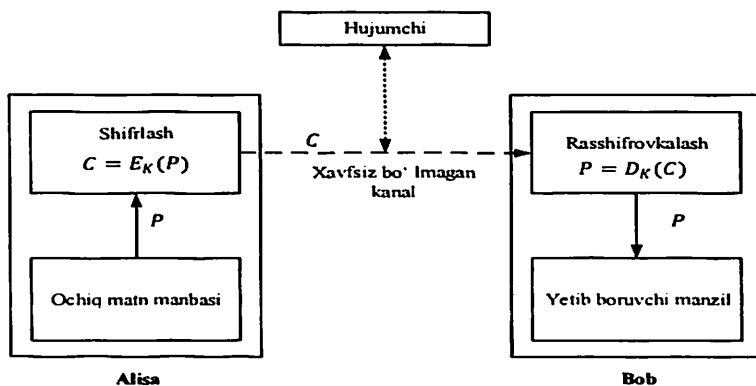 Hujumchi
Shifrlash
C = E_K(P)
C
Rasshifrovkalash
P = D_K(C)
Xavfsiz bo‘lmagan
kanal
P
P
Ochiq matn manbasi
Yetib boruvchi manzil
Alisa
Bob